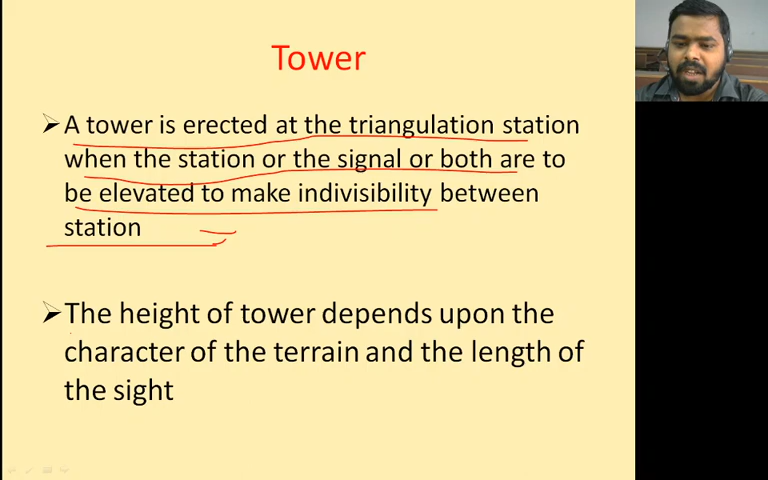 Tower
➢A tower is erected at the triangulation station
when the station or the signal or both are to
be elevated to make indivisibility between
station
➢The height of tower depends upon the
character of the terrain and the length of
the sight